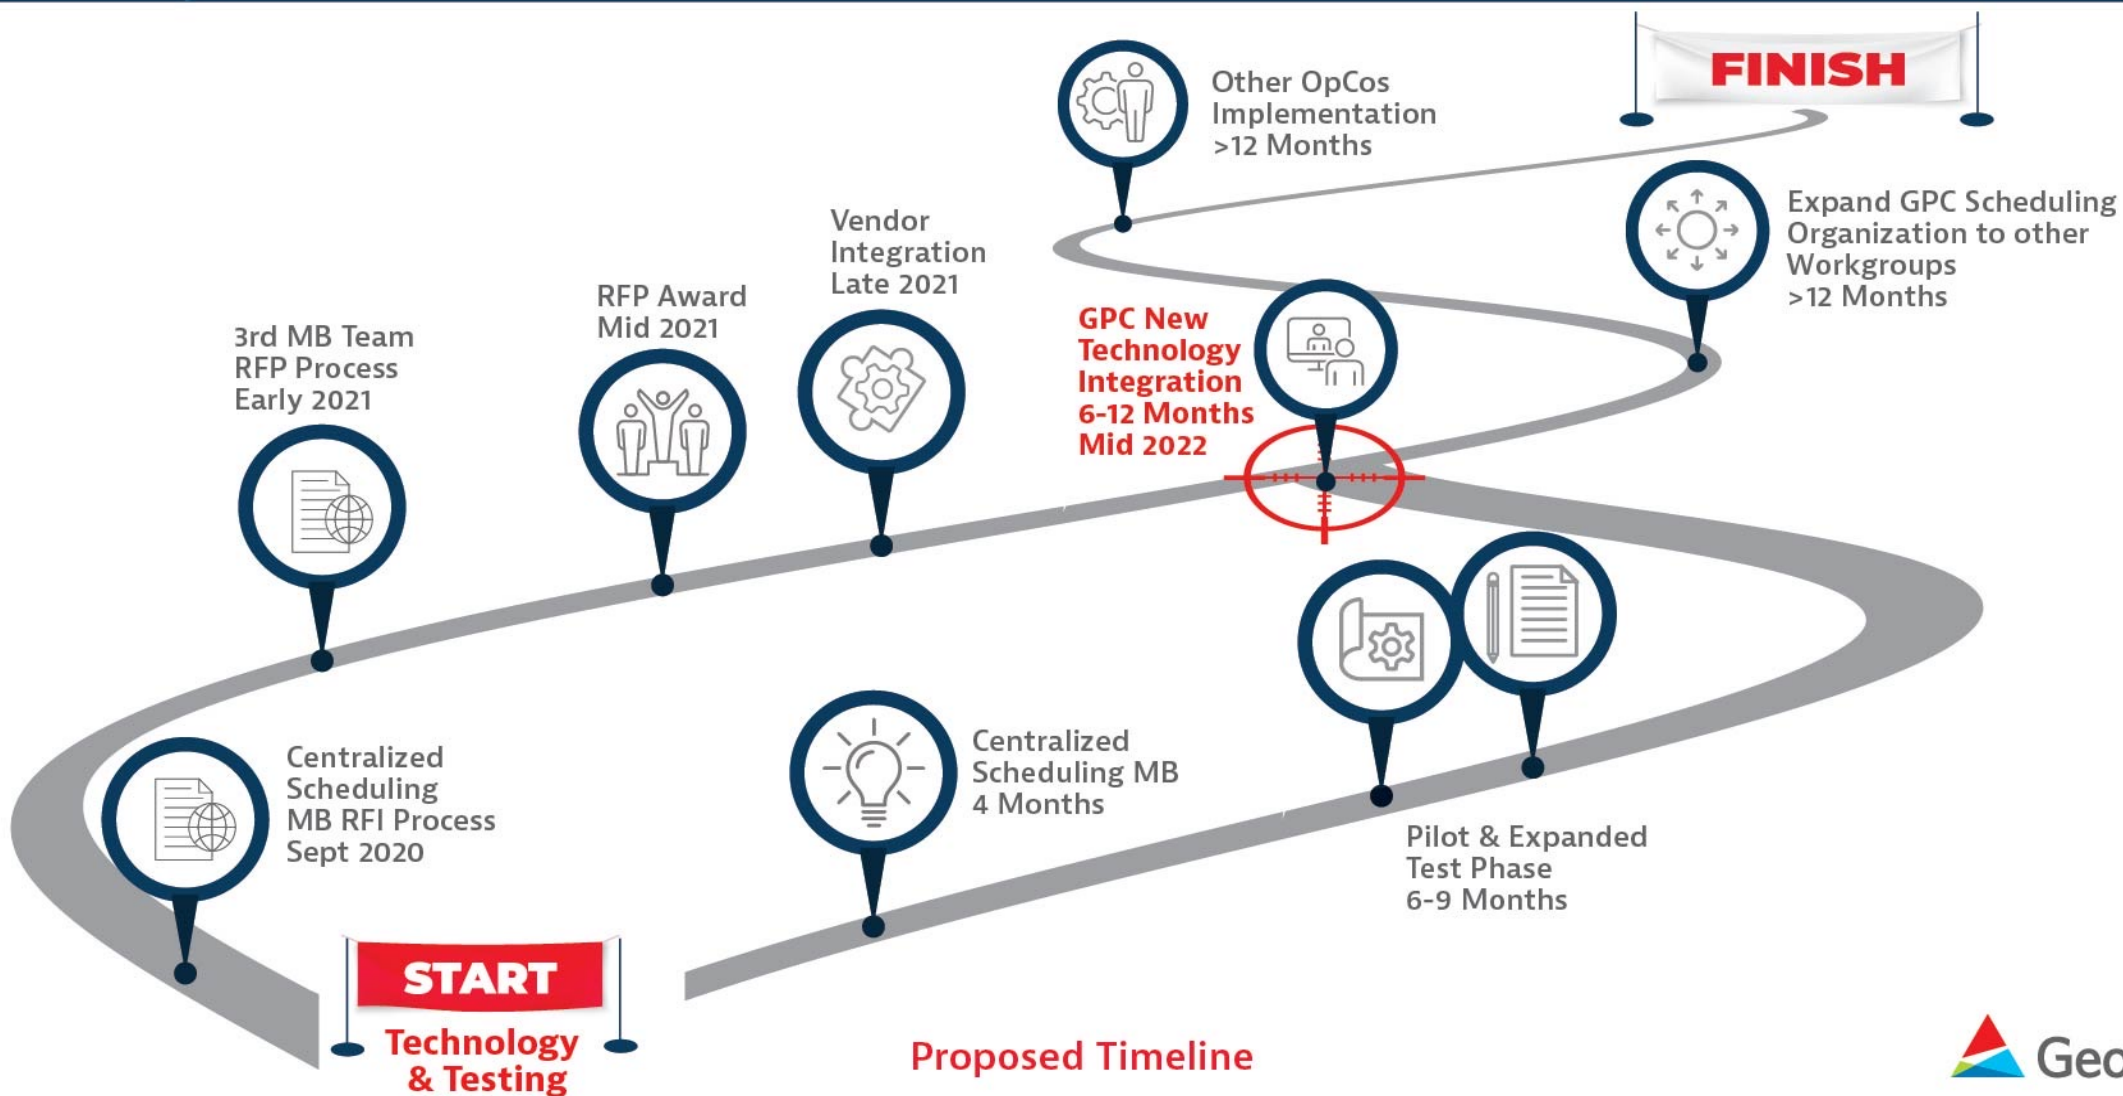 FINISH
Other OpCos
Implementation
>12 Months
Expand GPC Scheduling
Organization to other
Workgroups
>12 Months
Vendor
Integration
Late 2021
RFP Award
Mid 2021
GPC New
Technology
Integration
6-12 Months
Mid 2022
3rd MB Team
RFP Process
Early 2021
Centralized
Scheduling
MB RFI Process
Sept 2020
Centralized
Scheduling MB
4 Months
Pilot & Expanded
Test Phase
6-9 Months
START
Technology
& Testing
Proposed Timeline